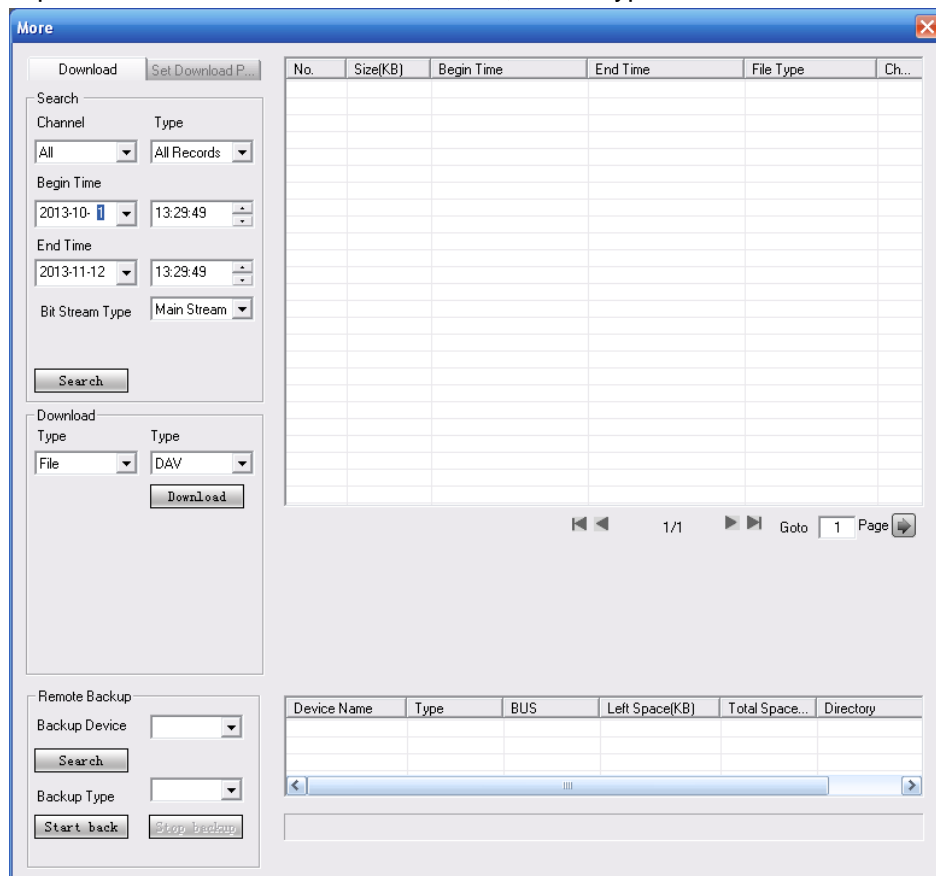 More
Download Set Download P...
Search
Channel Type
All All Records
Begin Time
2013-10- 1 13:29:49
End Time
2013-11-12 13:29:49
Bit Stream Type Main Stream
Search
Download
Type Type
File DAV
Download
No. Size(KB) Begin Time End Time File Type Ch...
1/1 Goto 1 Page
Remote Backup
Backup Device
Search
Backup Type
Start back Stop backup
Device Name Type BUS Left Space(KB) Total Space... Directory